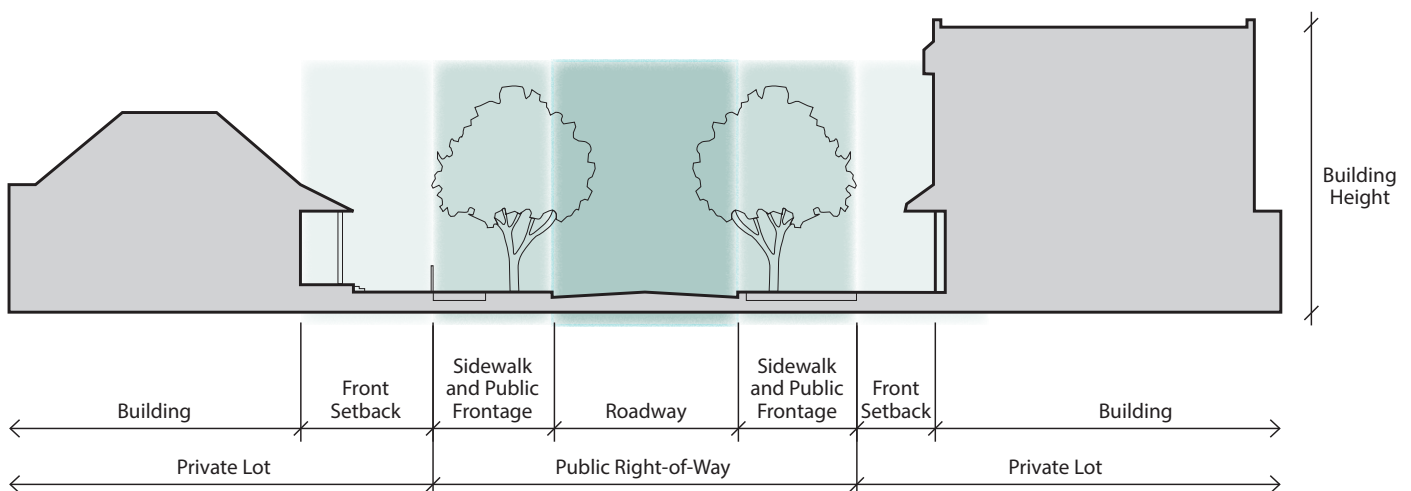 Building
Height
Building
Front
Setback
Sidewalk
and Public
Frontage
Roadway
Sidewalk
and Public
Frontage
Front
Setback
Building
Private Lot
Public Right-of-Way
Private Lot